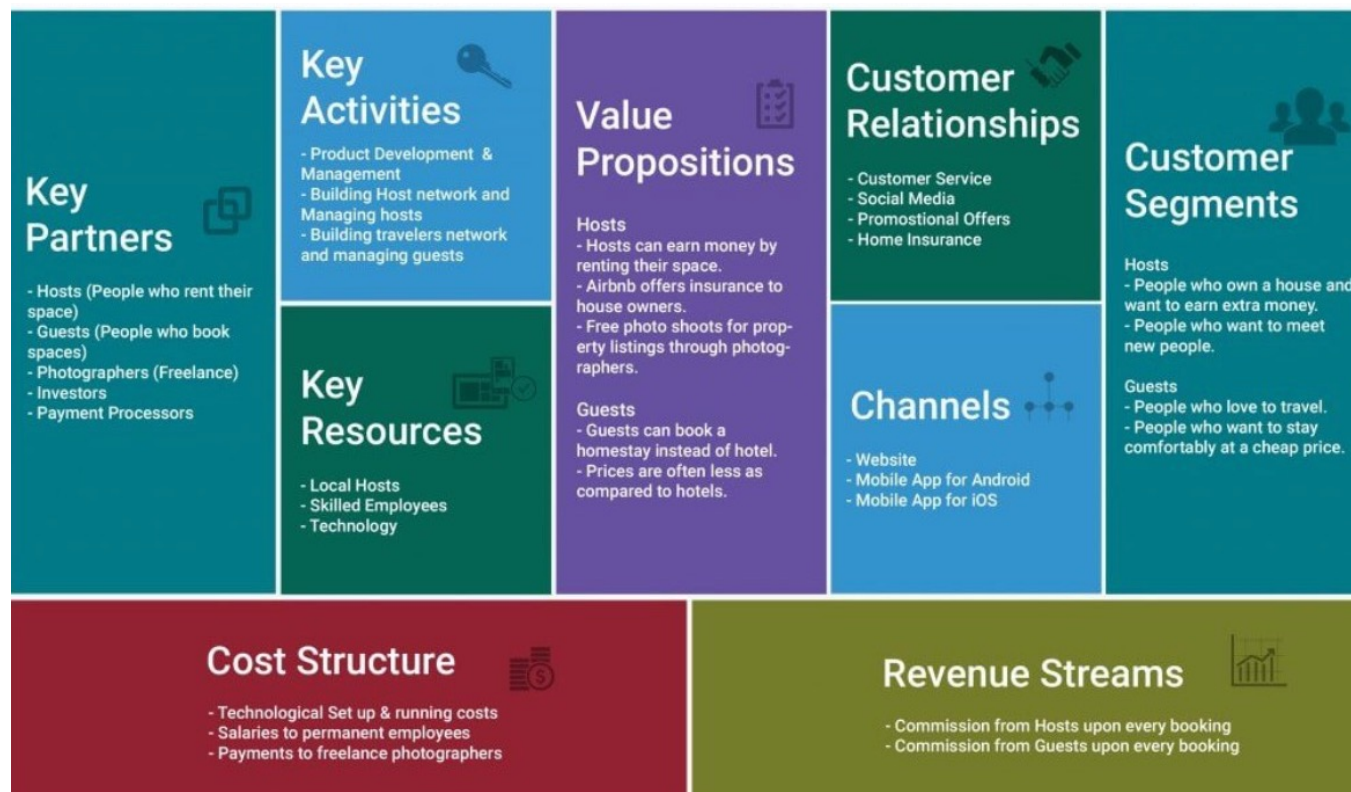 Key
Partners
- Hosts (People who rent their
space)
- Guests (People who book
spaces)
- Photographers (Freelance)
- Investors
- Payment Processors
Key
Activities
- Product Development &
Management
- Building Host network and
Managing hosts
- Building travelers network
and managing guests
Key
Resources
- Local Hosts
- Skilled Employees
- Technology
Value
Propositions
Hosts
- Hosts can earn money by
renting their space.
- Airbnb offers insurance to
house owners.
- Free photo shoots for prop-
erty listings through photog-
raphers.
Guests
- Guests can book a
homestay instead of hotel.
- Prices are often less as
compared to hotels.
Customer
Relationships
- Customer Service
- Social Media
- Promostional Offers
- Home Insurance
Channels
- Website
- Mobile App for Android
- Mobile App for iOS
Customer
Segments
Hosts
- People who own a house and
want to earn extra money.
- People who want to meet
new people.
Guests
- People who love to travel.
- People who want to stay
comfortably at a cheap price.
Cost Structure
$
- Technological Set up & running costs
- Salaries to permanent employees
- Payments to freelance photographers
Revenue Streams
- Commission from Hosts upon every booking
- Commission from Guests upon every booking